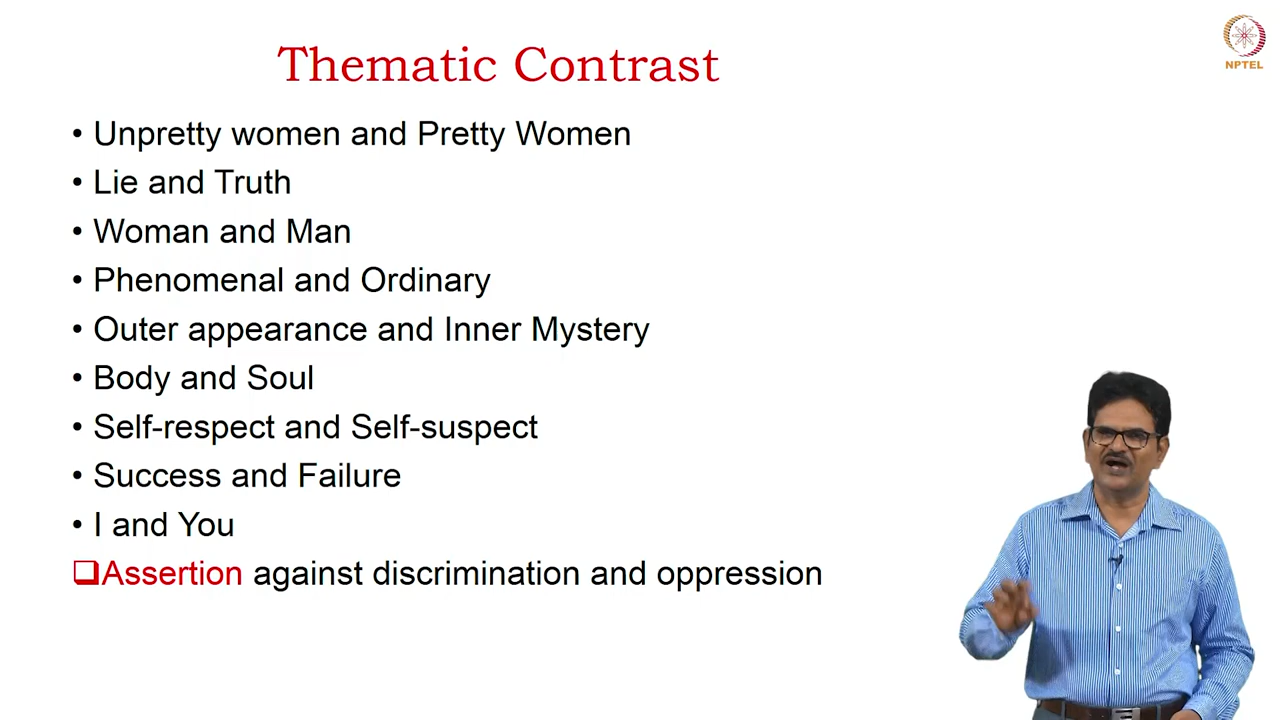 Thematic Contrast
NPTEL
• Unpretty women and Pretty Women
• Lie and Truth
• Woman and Man
• Phenomenal and Ordinary
• Outer appearance and Inner Mystery
• Body and Soul
• Self-respect and Self-suspect
• Success and Failure
• I and You
❑Assertion against discrimination and oppression